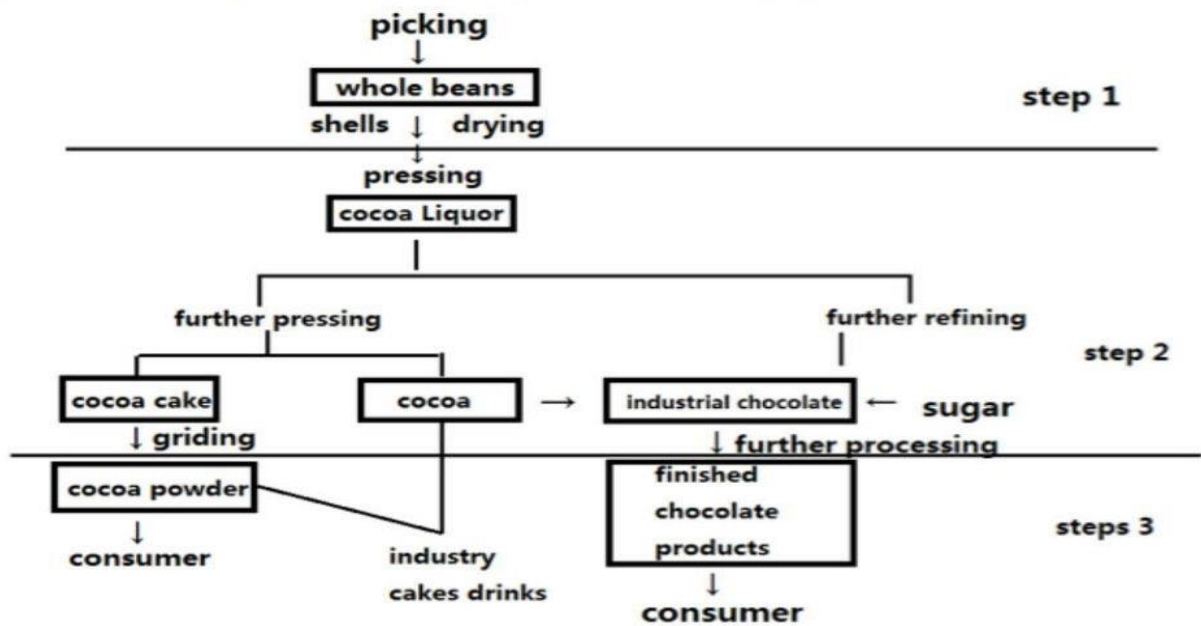 picking
whole beans
step 1
shells drying
pressing
cocoa Liquor
further pressing
further refining
step 2
cocoa cake
cocoa
industrial chocolate
sugar
griding
further processing
cocoa powder
finished
chocolate
products
steps 3
consumer
industry
cakes drinks
consumer